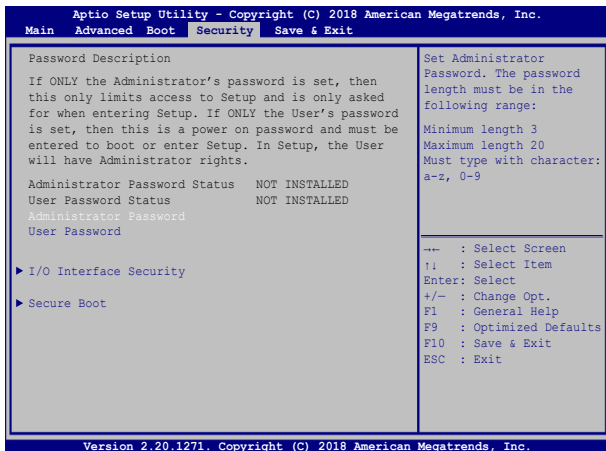 Aptio Setup Utility - Copyright (C) 2018 American Megatrends, Inc.
Main Advanced Boot Security Save & Exit
Password Description
If ONLY the Administrator's password is set, then
this only limits access to Setup and is only asked
for when entering Setup. If ONLY the User's password
is set, then this is a power on password and must be
entered to boot or enter Setup. In Setup, the User
will have Administrator rights.
Administrator Password Status NOT INSTALLED
User Password Status NOT INSTALLED
Administrator Password
User Password
▶ I/O Interface Security
▶ Secure Boot
Set Administrator
Password. The password
length must be in the
following range:
Minimum length 3
Maximum length 20
Must type with character:
a-z, 0-9
→← : Select Screen
↑↓ : Select Item
Enter: Select
+/− : Change Opt.
F1 : General Help
F9 : Optimized Defaults
F10 : Save & Exit
ESC : Exit
Version 2.20.1271. Copyright (C) 2018 American Megatrends, Inc.